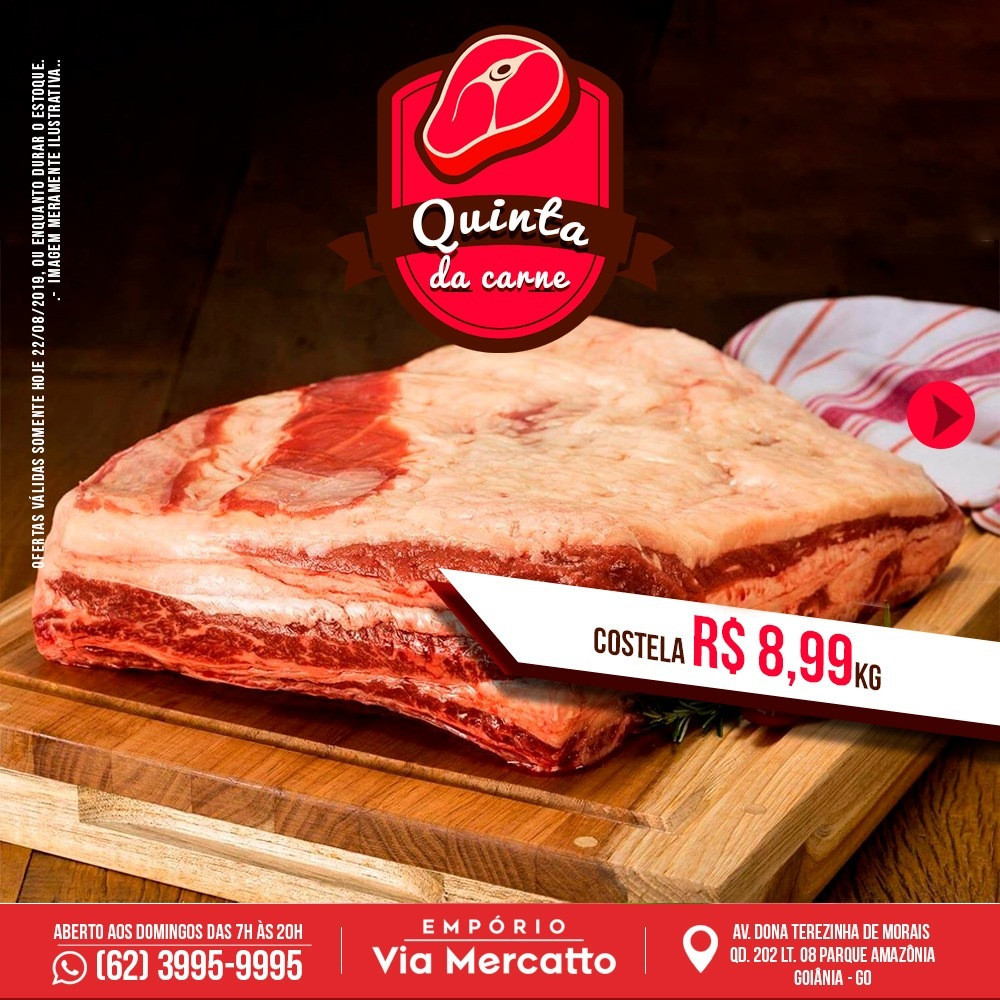 Quinta
da carne
OFERTAS VÁLIDAS SOMENTE HOJE 22/08/2019, OU ENQUANTO DURAR O ESTOQUE.
.- IMAGEM MERAMENTE ILUSTRATIVA..
COSTELA R$ 8,99KG
ABERTO AOS DOMINGOS DAS 7H ÀS 20H
(62) 3995-9995
EMPÓRIO
Via Mercatto
AV. DONA TEREZINHA DE MORAIS
QD. 202 LT. 08 PARQUE AMAZÔNIA
GOIÂNIA - GO